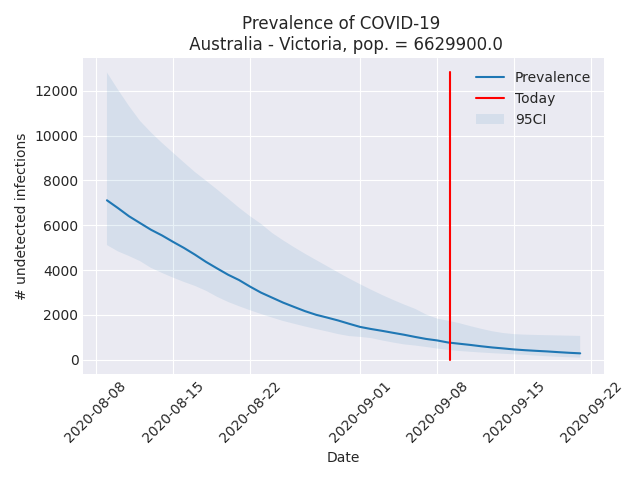 Prevalence of COVID-19
Australia - Victoria, pop. = 6629900.0
Prevalence
Today
95CI
# undetected infections
12000
10000
8000
6000
4000
2000
0
2020-08-08
2020-08-15
2020-08-22
2020-09-01
2020-09-08
2020-09-15
2020-09-22
Date